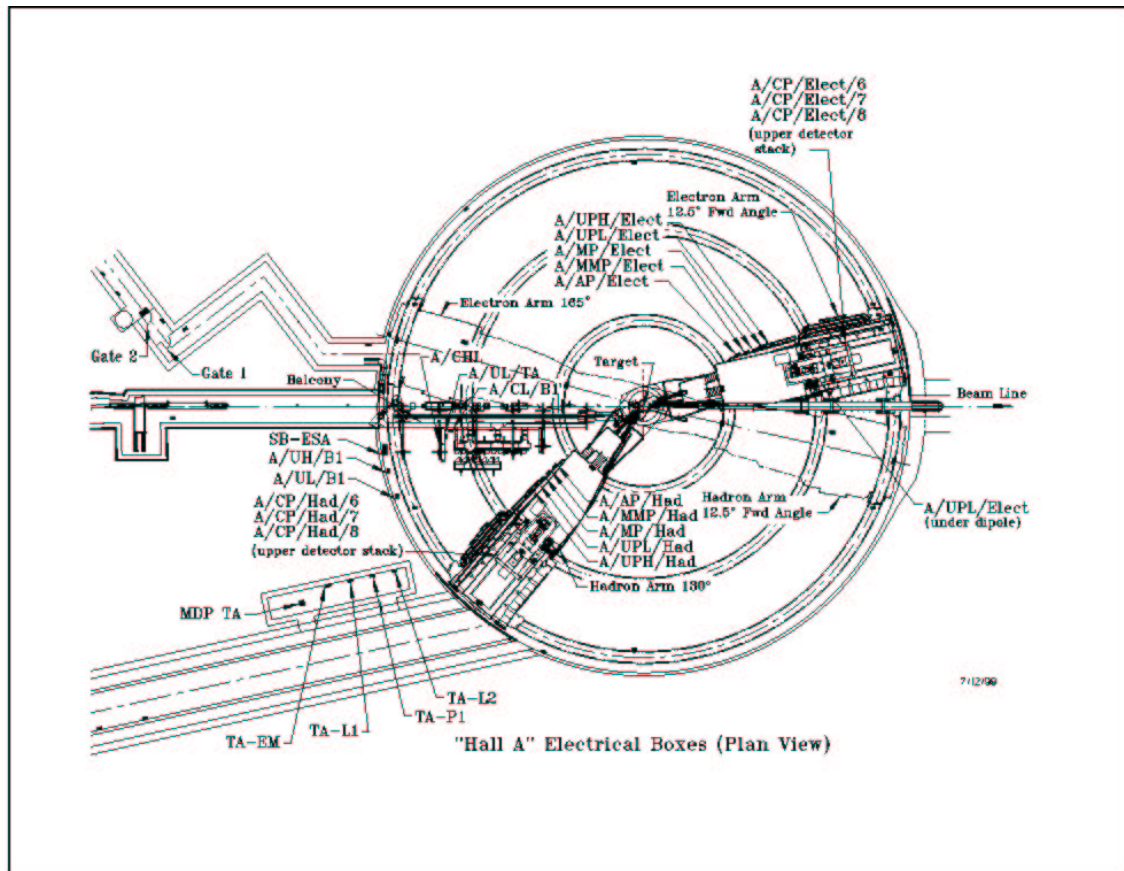 A/CP/Elect/6
A/CP/Elect/7
A/CP/Elect/8
(upper detector
stack)
Electron Arm
12.5° Fwd Angle
A/UPH/Elect
A/UPL/Elect
A/MP/Elect
A/MMP/Elect
A/AP/Elect
Electron Arm 165°
Gate 2
Gate 1
A/CHL
A/UL/TA
A/CL/B1
Balcony
Target
Beam Line
SB-ESA
A/UH/B1
A/UL/B1
A/CP/Had/6
A/CP/Had/7
A/CP/Had/8
(upper detector stack)
A/AP/Had
A/MMP/Had
A/MP/Had
A/UPL/Had
A/UPH/Had
Hadron Arm
12.5° Fwd Angle
A/UPL/Elect
(under dipole)
Hadron Arm 130°
MDP TA
TA-L2
TA-P1
TA-L1
TA-EM
7/12/99
"Hall A" Electrical Boxes (Plan View)